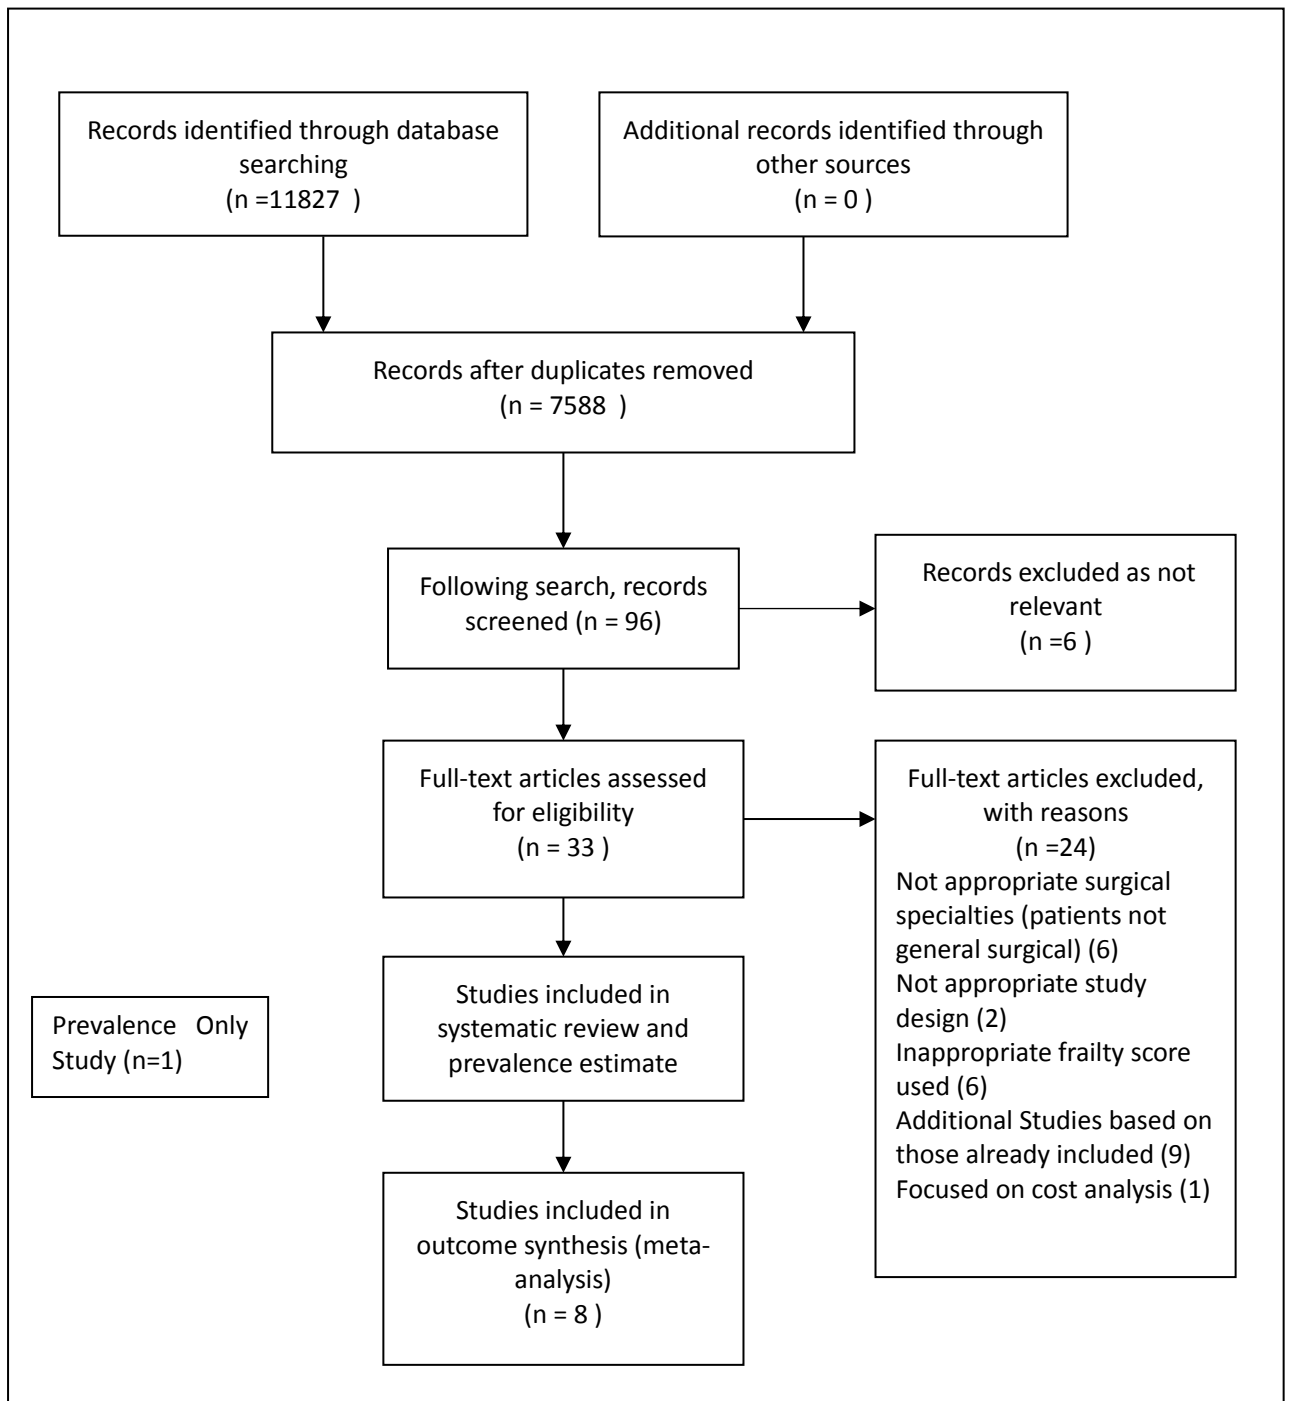 Records identified through database
searching
(n =11827  )
Additional records identified through
other sources
(n = 0 )
Records after duplicates removed
(n = 7588  )
Following search, records
screened (n = 96)
Records excluded as not
relevant
(n =6 )
Full-text articles assessed
for eligibility
(n = 33 )
Full-text articles excluded,
with reasons
(n =24)
Not appropriate surgical
specialties (patients not
general surgical) (6)
Not appropriate study
design (2)
Inappropriate frailty score
used (6)
Additional Studies based on
those already included (9)
Focused on cost analysis (1)
Studies included in
systematic review and
prevalence estimate
Prevalence Only
Study (n=1)
Studies included in
outcome synthesis (meta-
analysis)
(n = 8 )